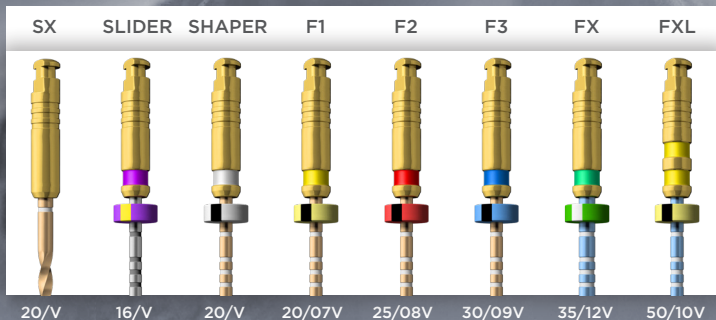 SX SLIDER SHAPER F1 F2 F3 FX FXL
20/V 16/V 20/V 20/07V 25/08V 30/09V 35/12V 50/10V